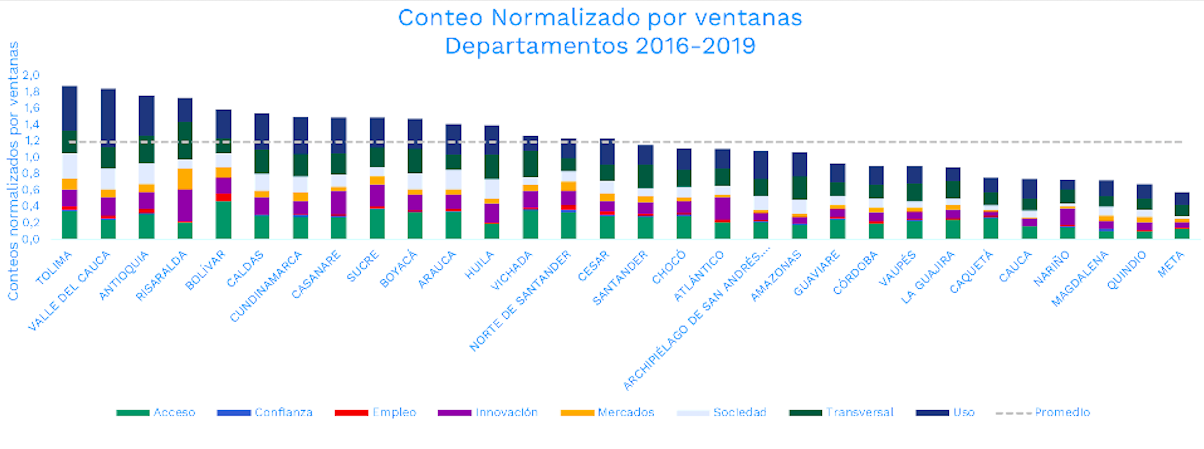 Conteo Normalizado por ventanas
Departamentos 2016-2019
Conteos normalizados por ventanas
2,0
1,8
1,6
1,4
1,2
1,0
0,8
0,6
0,4
0,2
0,0
TOLIMA
VALLE DEL CAUCA
ANTIOQUIA
RISARALDA
BOLÍVAR
CALDAS
CUNDINAMARCA
CASANARE
SUCRE
BOYACÁ
ARAUCA
HUILA
VICHADA
NORTE DE SANTANDER
CESAR
SANTANDER
CHOCÓ
ATLÁNTICO
ARCHIPIÉLAGO DE SAN ANDRÉS...
AMAZONAS
GUAVIARE
CÓRDOBA
VAUPÉS
LA GUAJIRA
CAQUETÁ
CAUCA
NARIÑO
MAGDALENA
QUINDIO
META
Acceso Confianza Empleo Innovación Mercados Sociedad Transversal Uso Promedio